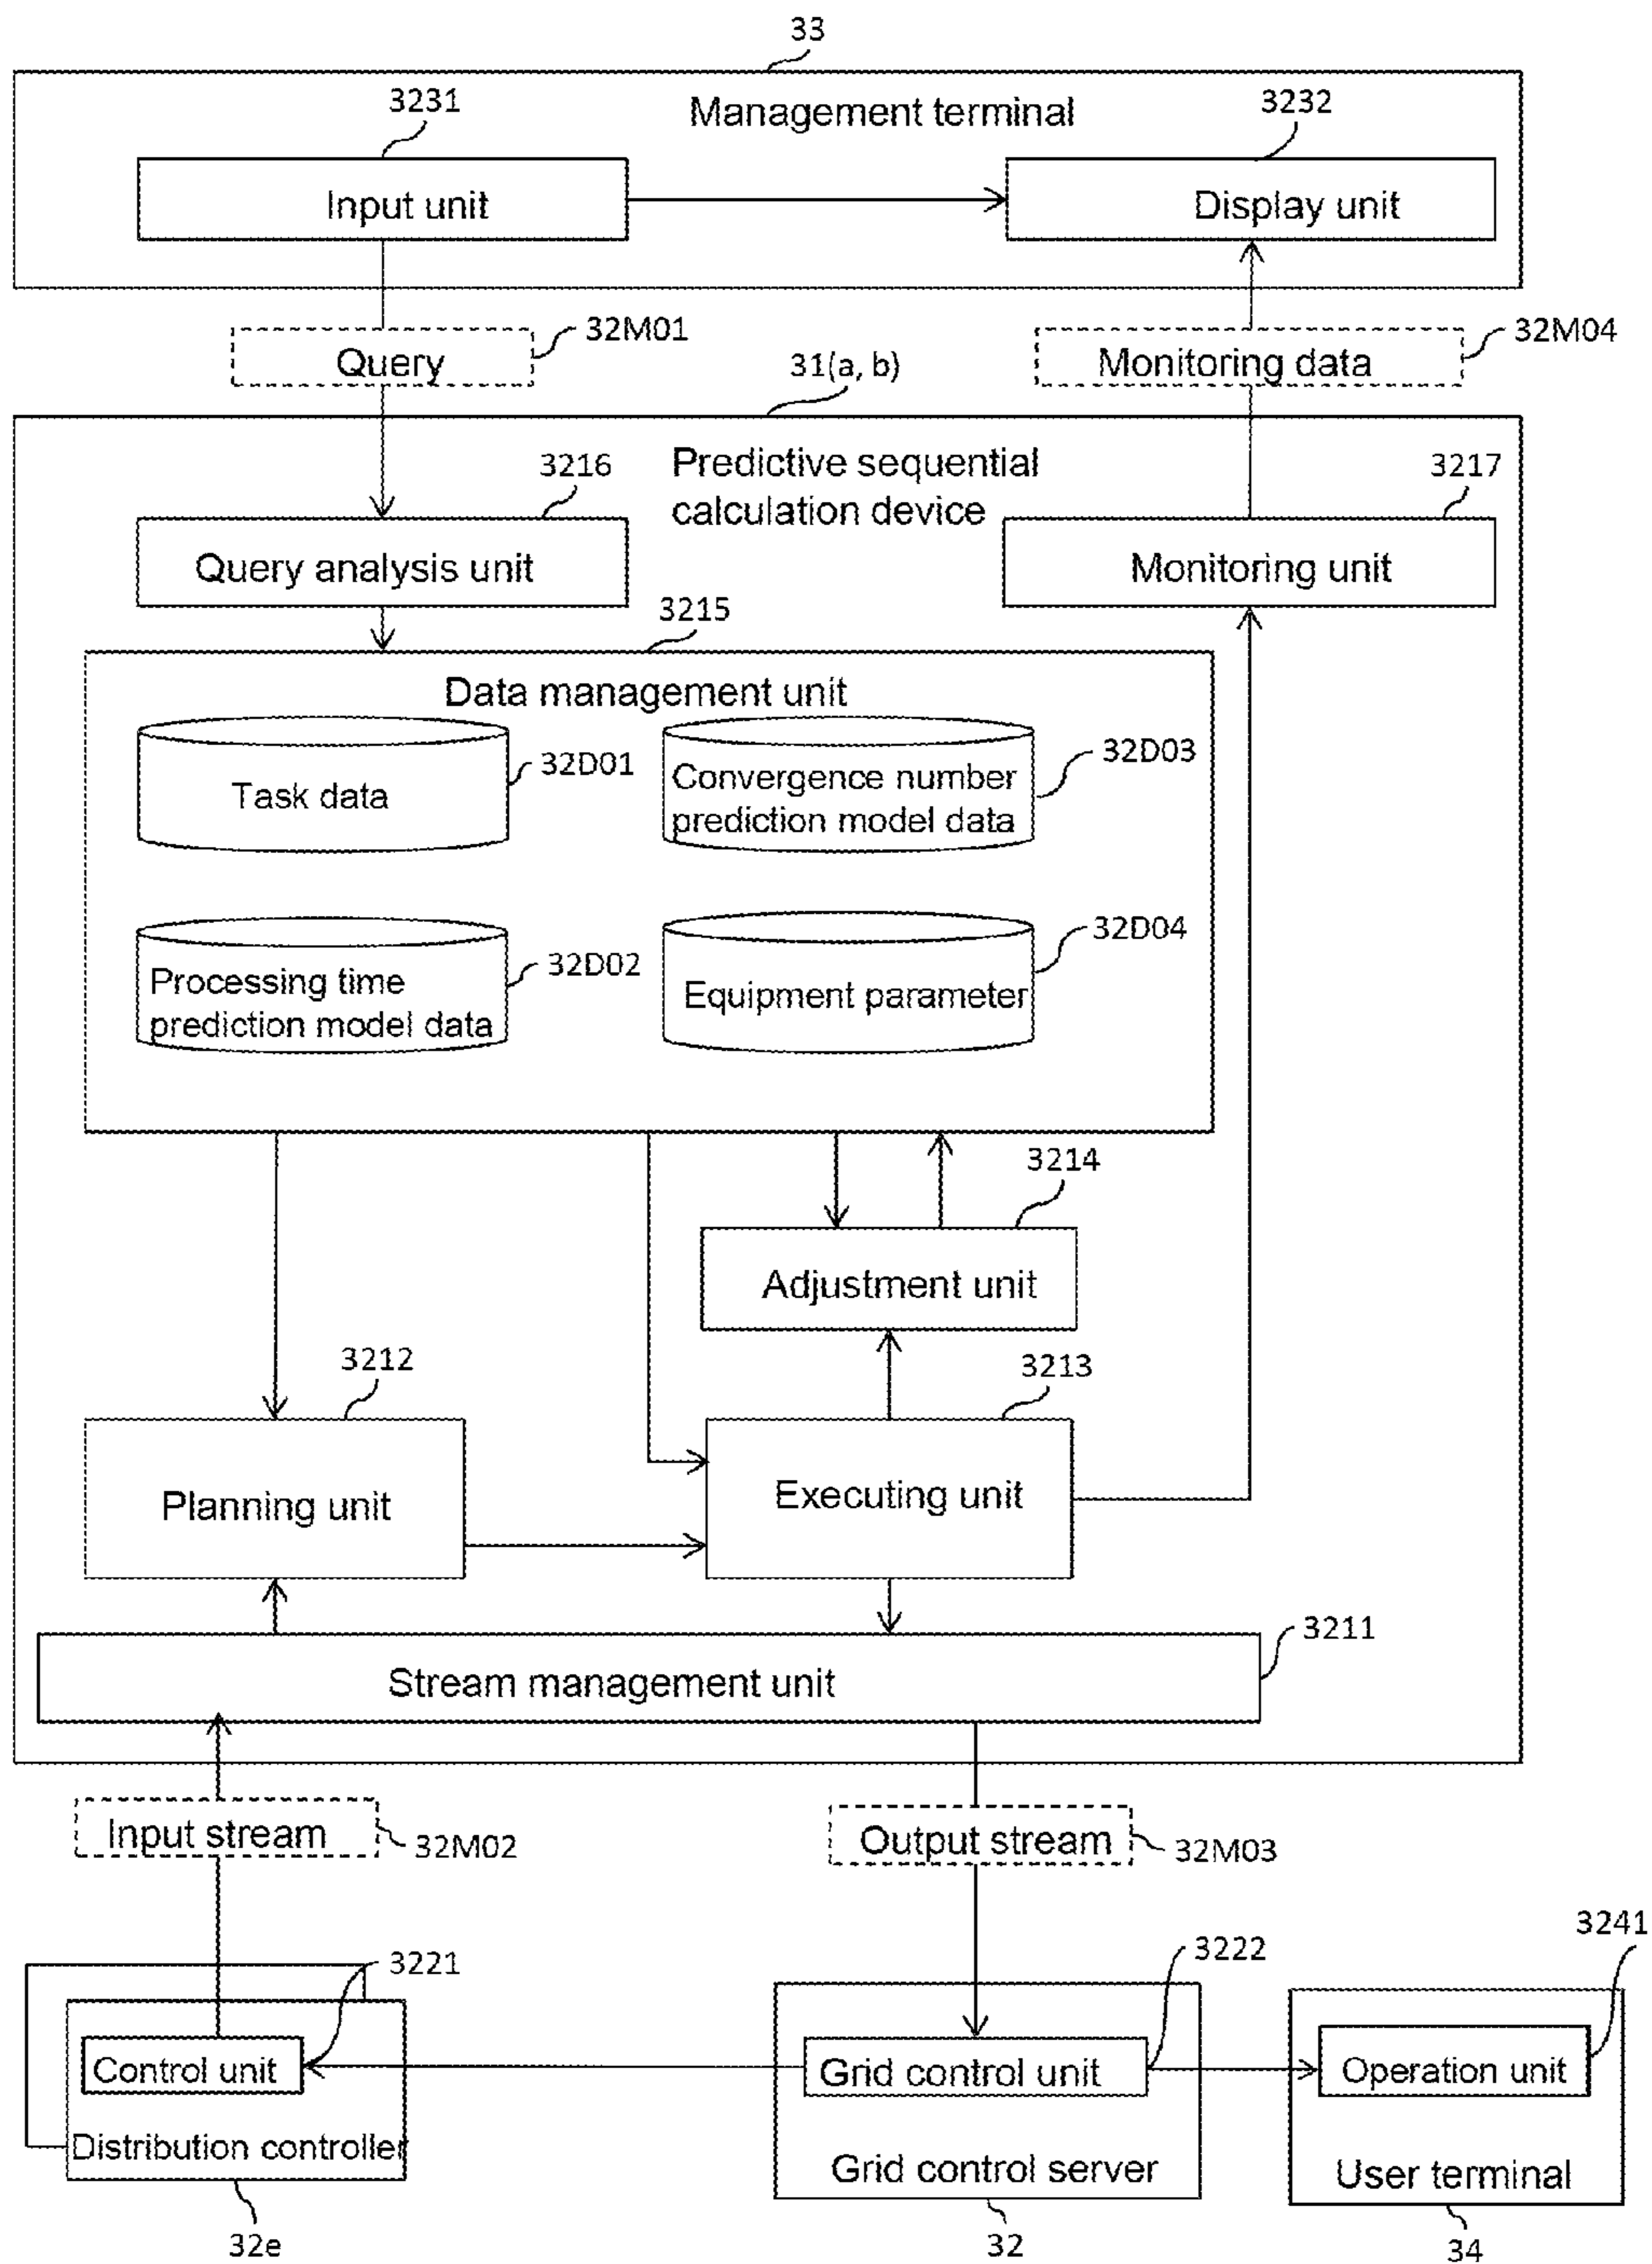 33
Management terminal
3231
3232
Input unit
Display unit
32M01
32M04
Query
Monitoring data
31(a, b)
Predictive sequential
calculation device
3216
3217
Query analysis unit
Monitoring unit
3215
Data management unit
Task data
32D01
Convergence number
prediction model data
32D03
Processing time
prediction model data
32D02
Equipment parameter
32D04
3214
Adjustment unit
3212
3213
Planning unit
Executing unit
3211
Stream management unit
Input stream
32M02
Output stream
32M03
3221
3222
3241
Control unit
Grid control unit
Operation unit
Distribution controller
Grid control server
User terminal
32e
32
34